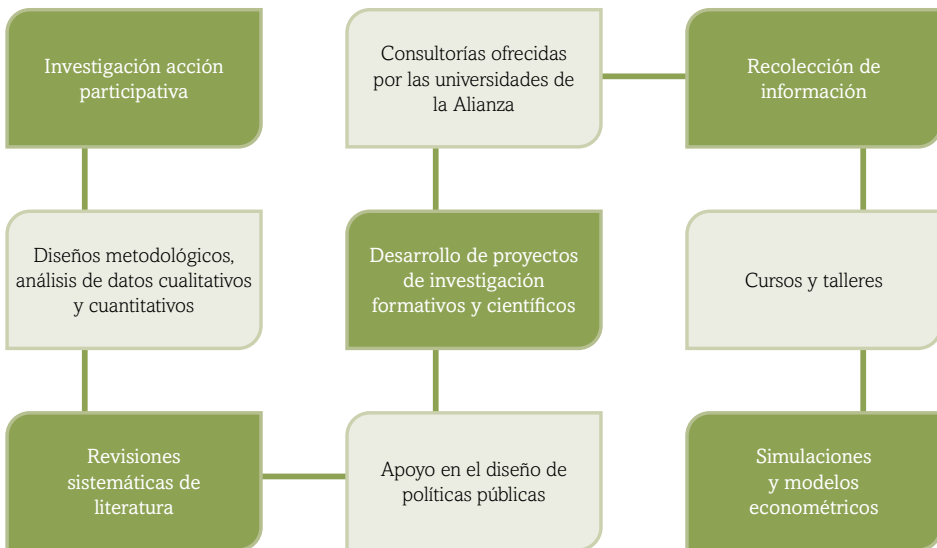 Investigación acción
participativa
Diseños metodológicos,
análisis de datos cualitativos
y cuantitativos
Revisiones
sistemáticas de
literatura
Apoyo en el diseño de
políticas públicas
Desarrollo de proyectos
de investigación
formativos y científicos
Consultorías ofrecidas
por las universidades de
la Alianza
Recolección de
información
Cursos y talleres
Simulaciones
y modelos
econométricos